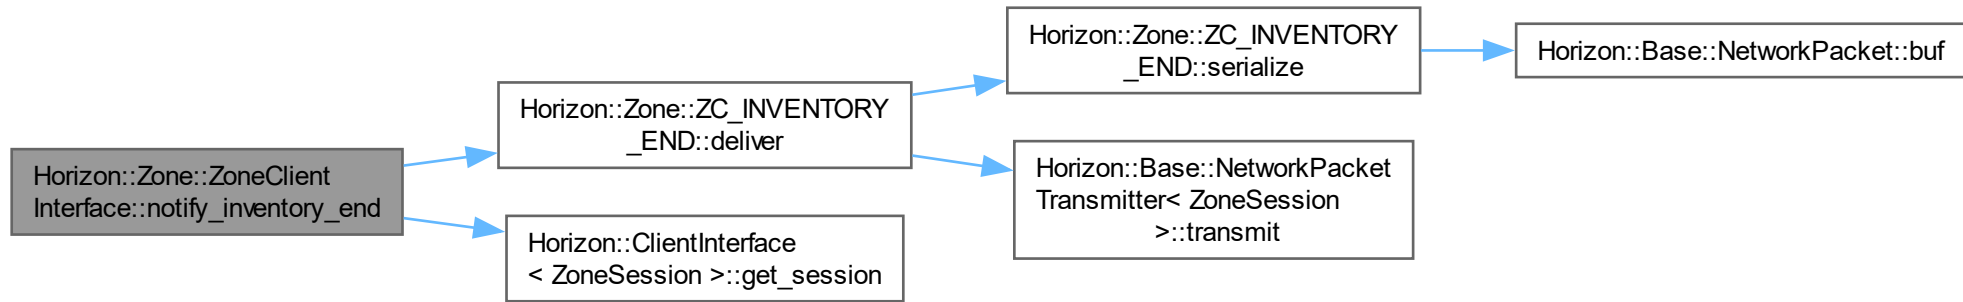 Horizon::Zone::ZoneClient
Interface::notify_inventory_end
Horizon::Zone::ZC_INVENTORY
_END::deliver
Horizon::ClientInterface
< ZoneSession >::get_session
Horizon::Zone::ZC_INVENTORY
_END::serialize
Horizon::Base::NetworkPacket
Transmitter< ZoneSession
>::transmit
Horizon::Base::NetworkPacket::buf